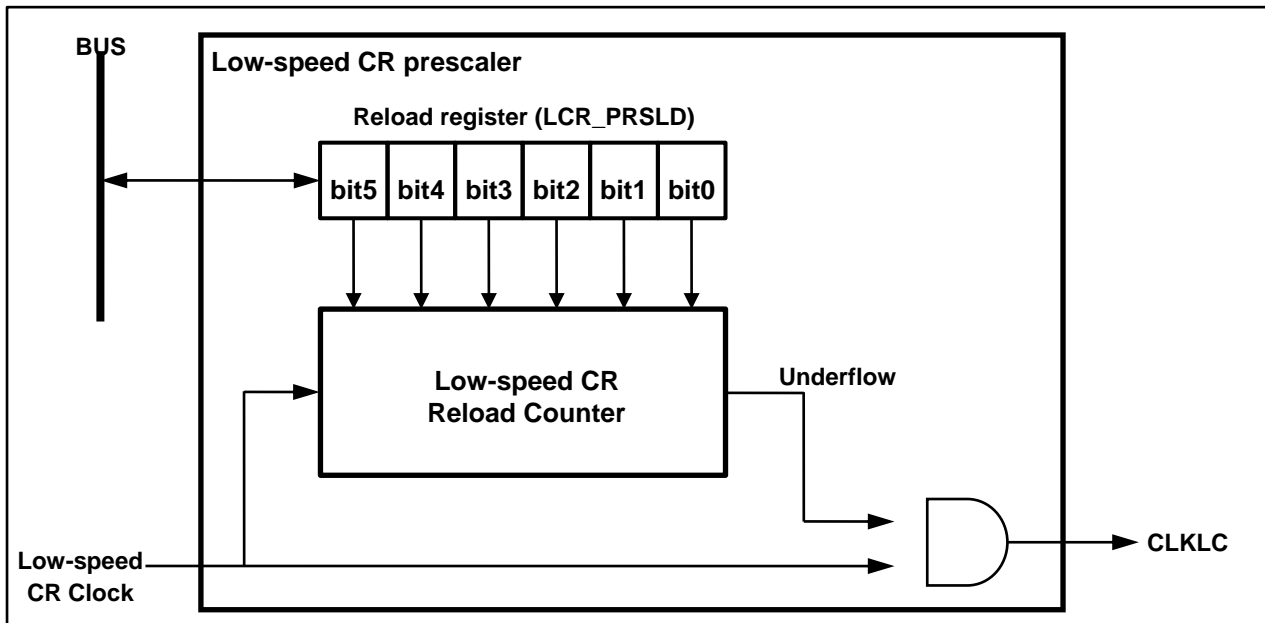 BUS
Low-speed CR prescaler
Reload register (LCR_PRSLD)
bit5 bit4 bit3 bit2 bit1 bit0
Low-speed CR
Reload Counter
Underflow
Low-speed
CR Clock
CLKLC